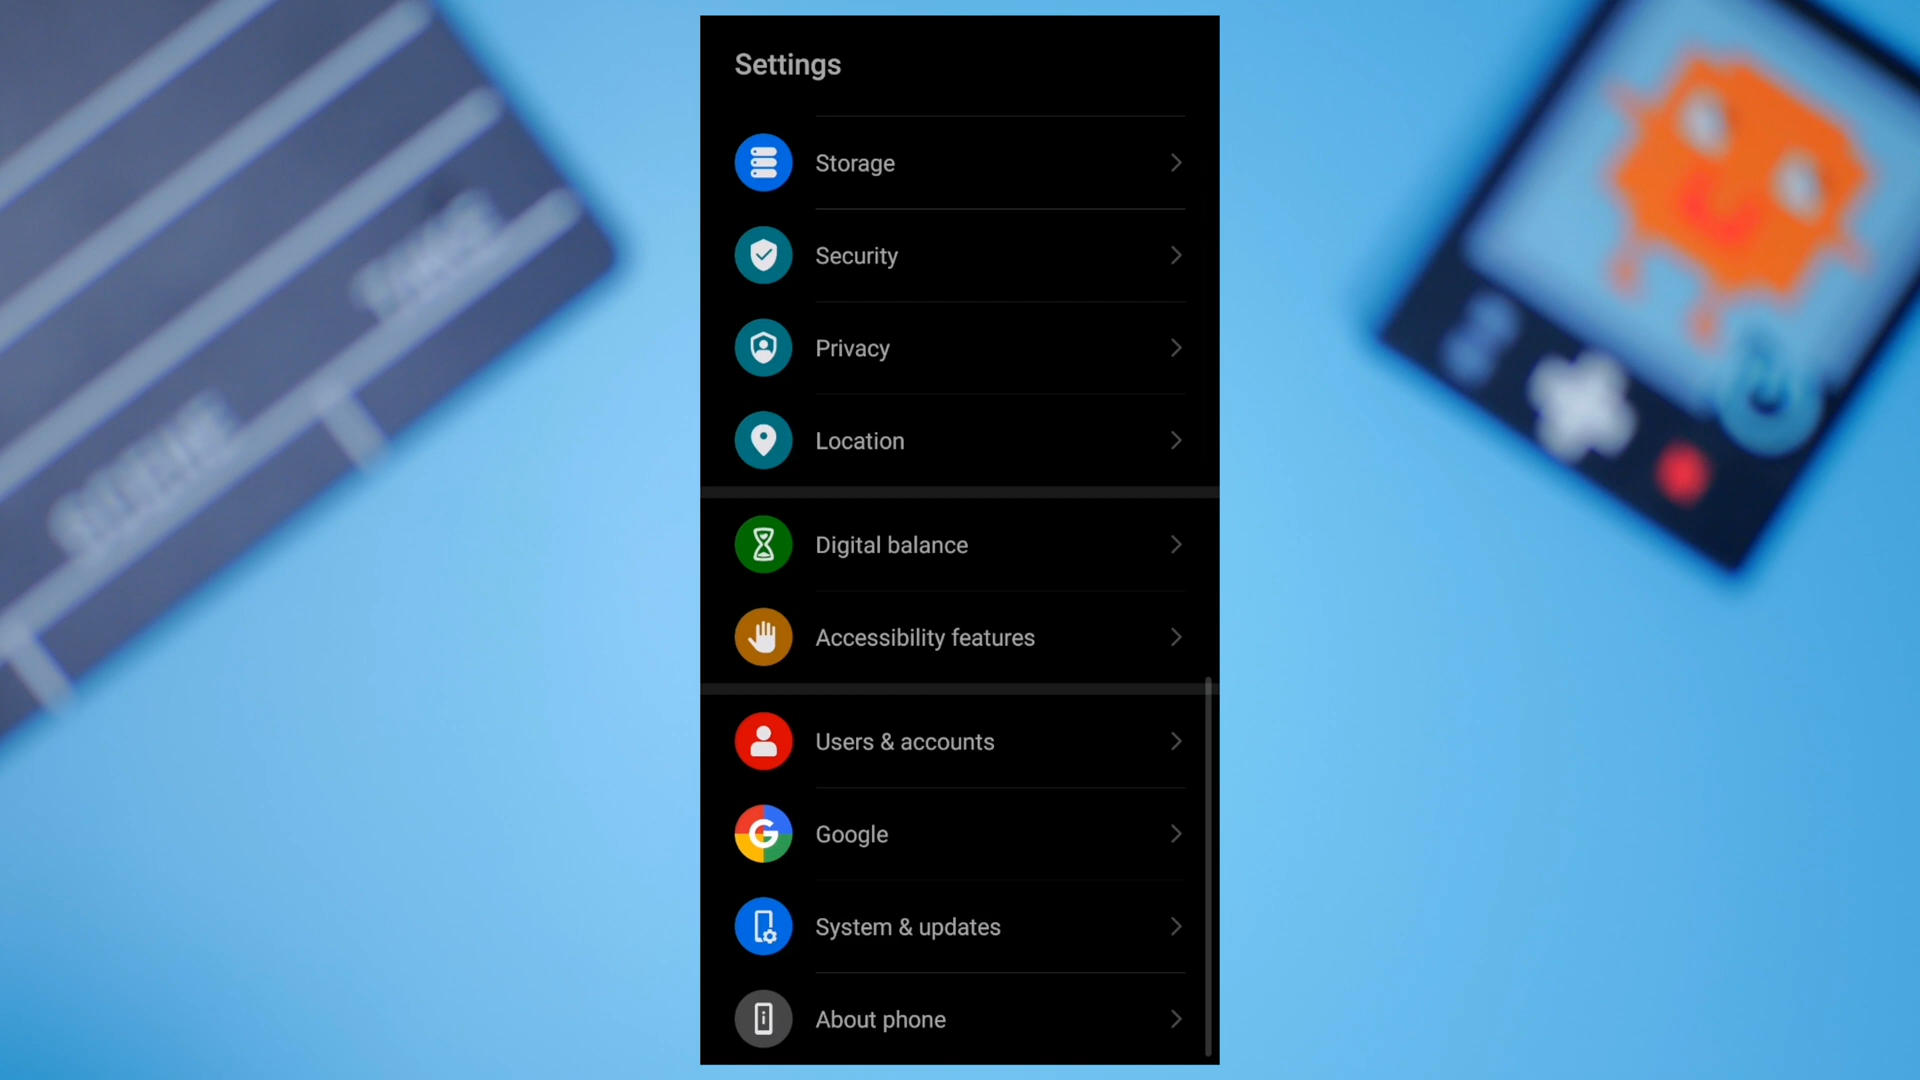 Settings
Storage
Security
Privacy
Location
Digital balance
Accessibility features
Users & accounts
Google
System & updates
About phone